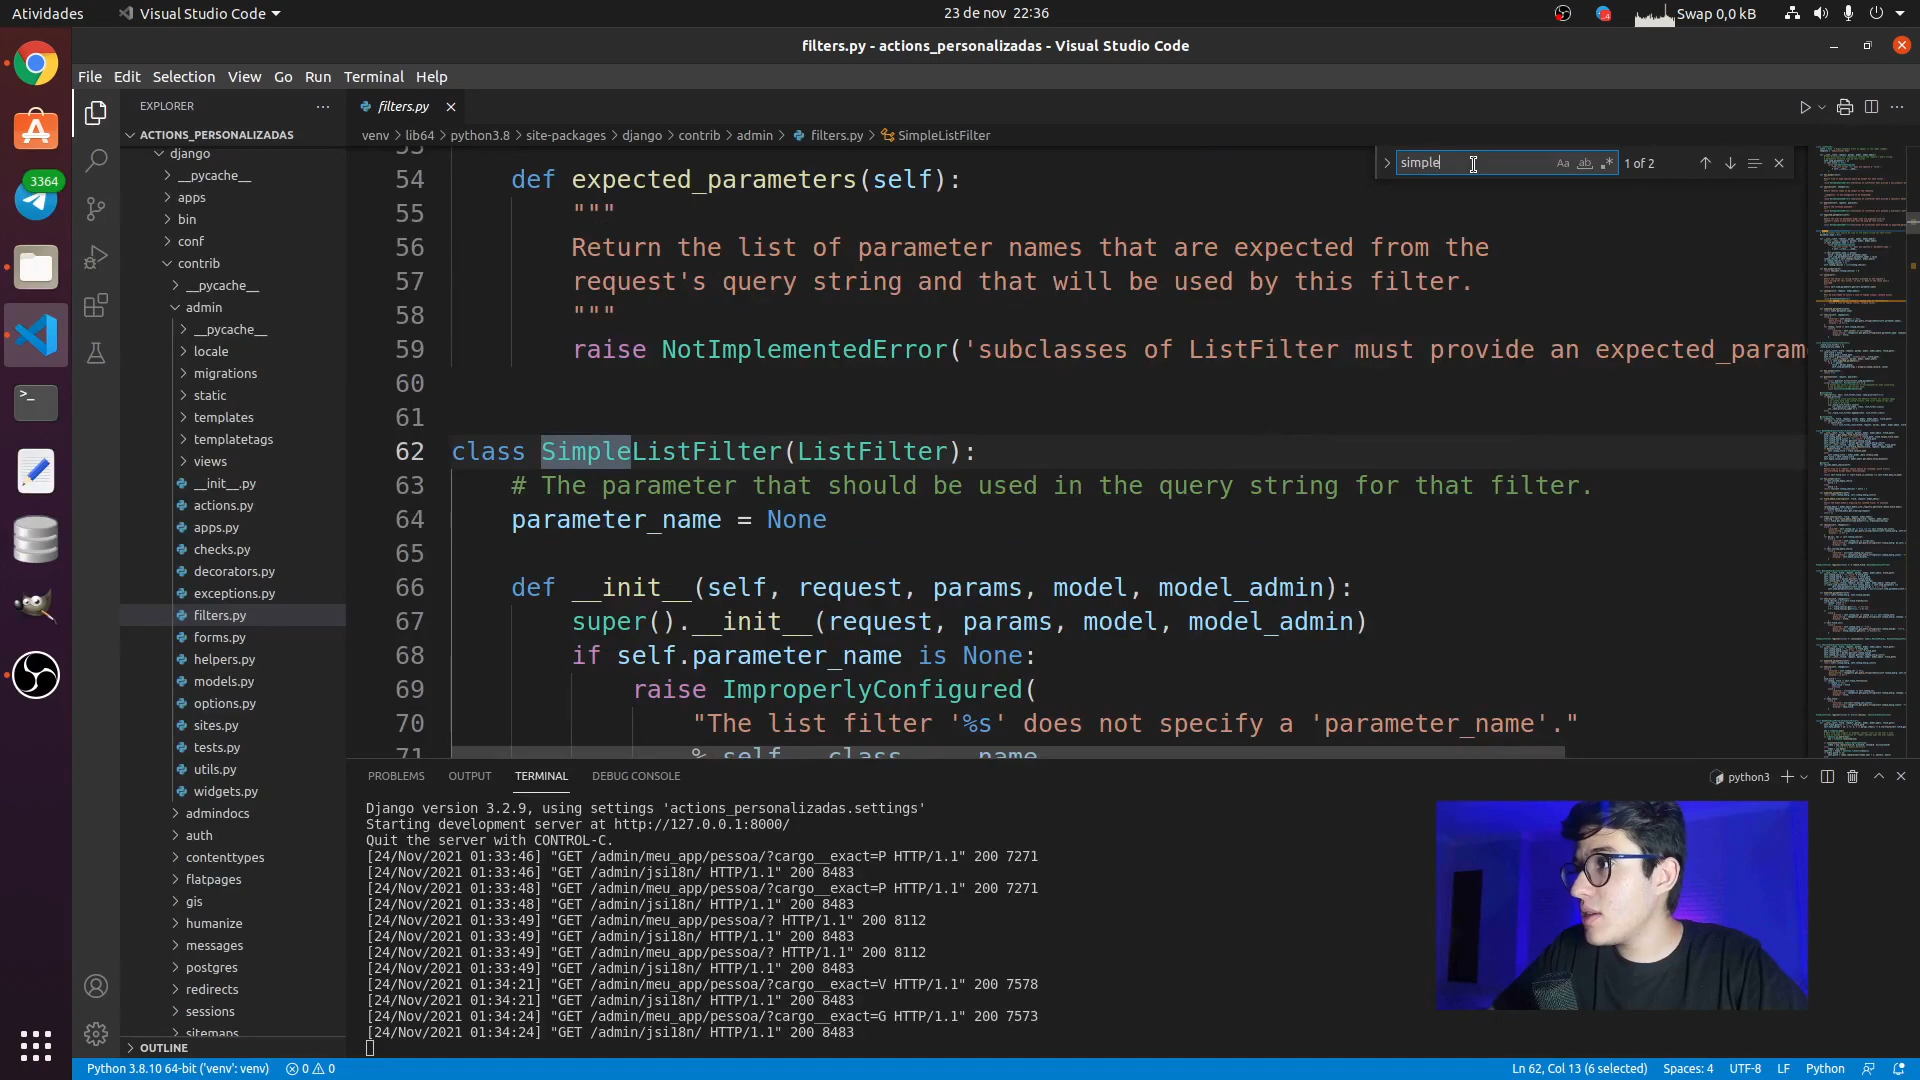 Atividades
Visual Studio Code
23 de nov 22:36
Swap 0,0 kB
filters.py - actions_personalizadas - Visual Studio Code
File Edit Selection View Go Run Terminal Help
EXPLORER
ACTIONS_PERSONALIZADAS
django
__pycache__
apps
bin
conf
contrib
__pycache__
admin
__pycache__
locale
migrations
static
templates
templatetags
views
__init__.py
actions.py
apps.py
checks.py
decorators.py
exceptions.py
filters.py
forms.py
helpers.py
models.py
options.py
sites.py
tests.py
utils.py
widgets.py
admindocs
auth
contenttypes
flatpages
gis
humanize
messages
postgres
redirects
sessions
sitemaps
OUTLINE
3364
filters.py
venv > lib64 > python3.8 > site-packages > django > contrib > admin > filters.py > SimpleListFilter
simple
Aa ab .*
1 of 2
53
54 def expected_parameters(self):
55 """
56 Return the list of parameter names that are expected from the
57 request's query string and that will be used by this filter.
58 """
59 raise NotImplementedError('subclasses of ListFilter must provide an expected_param
60
61
62 class SimpleListFilter(ListFilter):
63 # The parameter that should be used in the query string for that filter.
64 parameter_name = None
65
66 def __init__(self, request, params, model, model_admin):
67 super().__init__(request, params, model, model_admin)
68 if self.parameter_name is None:
69 raise ImproperlyConfigured(
70 "The list filter '%s' does not specify a 'parameter_name'."
71 % self.__class__.__name__
PROBLEMS OUTPUT TERMINAL DEBUG CONSOLE
python3
Django version 3.2.9, using settings 'actions_personalizadas.settings'
Starting development server at http://127.0.0.1:8000/
Quit the server with CONTROL-C.
[24/Nov/2021 01:33:46] "GET /admin/meu_app/pessoa/?cargo__exact=P HTTP/1.1" 200 7271
[24/Nov/2021 01:33:46] "GET /admin/jsi18n/ HTTP/1.1" 200 8483
[24/Nov/2021 01:33:48] "GET /admin/meu_app/pessoa/?cargo__exact=P HTTP/1.1" 200 7271
[24/Nov/2021 01:33:48] "GET /admin/jsi18n/ HTTP/1.1" 200 8483
[24/Nov/2021 01:33:49] "GET /admin/meu_app/pessoa/? HTTP/1.1" 200 8112
[24/Nov/2021 01:33:49] "GET /admin/jsi18n/ HTTP/1.1" 200 8483
[24/Nov/2021 01:33:49] "GET /admin/meu_app/pessoa/? HTTP/1.1" 200 8112
[24/Nov/2021 01:33:49] "GET /admin/jsi18n/ HTTP/1.1" 200 8483
[24/Nov/2021 01:34:21] "GET /admin/meu_app/pessoa/?cargo__exact=V HTTP/1.1" 200 7578
[24/Nov/2021 01:34:21] "GET /admin/jsi18n/ HTTP/1.1" 200 8483
[24/Nov/2021 01:34:24] "GET /admin/meu_app/pessoa/?cargo__exact=G HTTP/1.1" 200 7573
[24/Nov/2021 01:34:24] "GET /admin/jsi18n/ HTTP/1.1" 200 8483
Python 3.8.10 64-bit ('venv': venv)
0 0
Ln 62, Col 13 (6 selected)
Spaces: 4
UTF-8
LF
Python